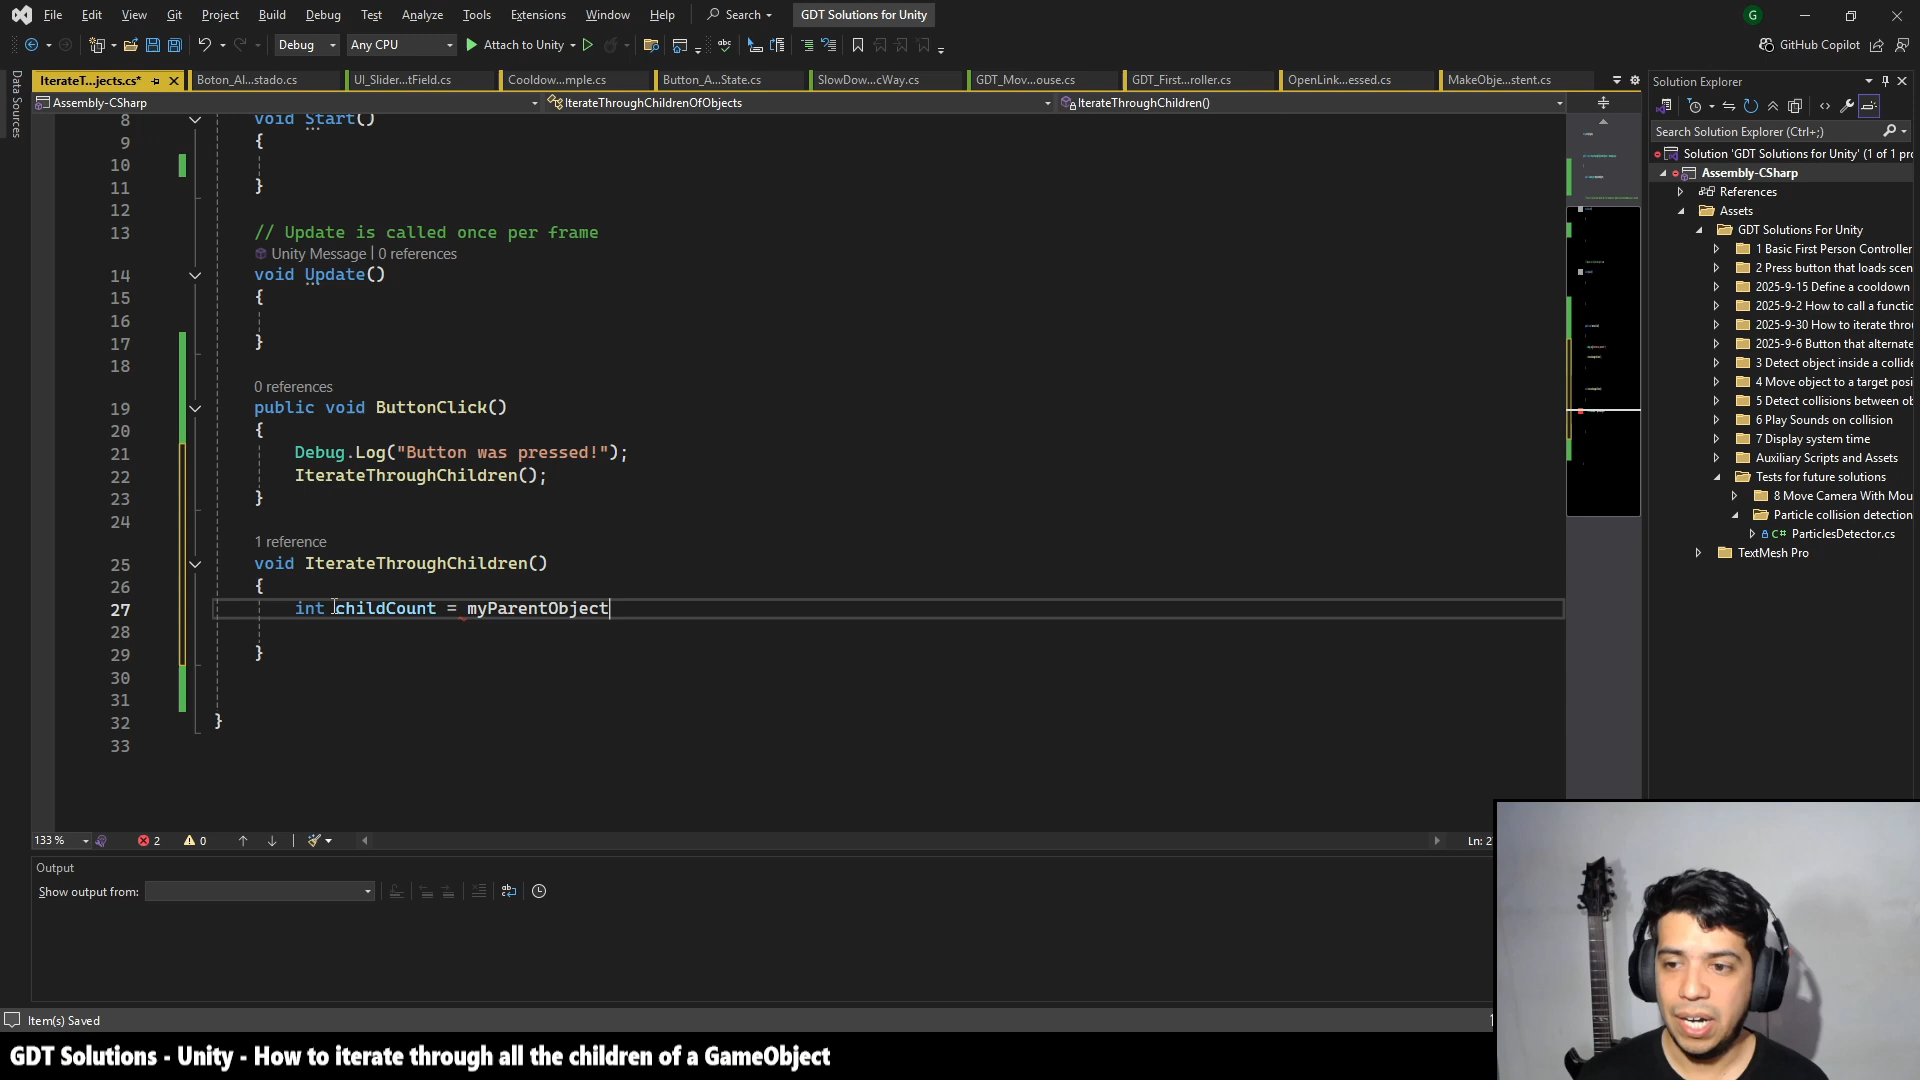 File Edit View Git Project Build Debug Test Analyze Tools Extensions Window Help Search GDT Solutions for Unity G
Debug Any CPU Attach to Unity GitHub Copilot
IterateT...jects.cs* Boton_Al...stado.cs UI_Slider...tField.cs Cooldow...mple.cs Button_A...State.cs SlowDow...cWay.cs GDT_Mov...ouse.cs GDT_First...roller.cs OpenLink...essed.cs MakeObje...stent.cs
Assembly-CSharp IterateThroughChildrenOfObjects IterateThroughChildren()
Data Sources
8 void Start()
9 {
10
11 }
12
13 // Update is called once per frame
Unity Message | 0 references
14 void Update()
15 {
16
17 }
18
0 references
19 public void ButtonClick()
20 {
21 Debug.Log("Button was pressed!");
22 IterateThroughChildren();
23 }
24
1 reference
25 void IterateThroughChildren()
26 {
27 int childCount = myParentObject
28
29 }
30
31
32 }
33
133 % 2 0 Ln: 2
Output
Show output from:
Item(s) Saved
Solution Explorer
Search Solution Explorer (Ctrl+;)
Solution 'GDT Solutions for Unity' (1 of 1 pro
Assembly-CSharp
References
Assets
GDT Solutions For Unity
1 Basic First Person Controller
2 Press button that loads scen
2025-9-15 Define a cooldown
2025-9-2 How to call a functic
2025-9-30 How to iterate thro
2025-9-6 Button that alternate
3 Detect object inside a collide
4 Move object to a target posi
5 Detect collisions between ob
6 Play Sounds on collision
7 Display system time
Auxiliary Scripts and Assets
Tests for future solutions
8 Move Camera With Mou
Particle collision detection
C# ParticlesDetector.cs
TextMesh Pro
GDT Solutions - Unity - How to iterate through all the children of a GameObject